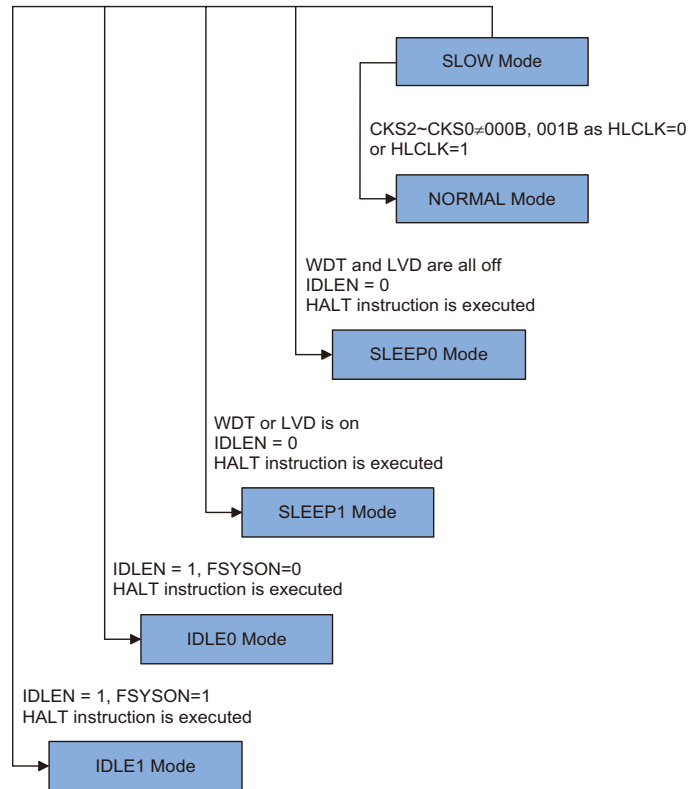 SLOW Mode
CKS2~CKS0≠000B, 001B as HLCLK=0
or HLCLK=1
NORMAL Mode
WDT and LVD are all off
IDLEN = 0
HALT instruction is executed
SLEEP0 Mode
WDT or LVD is on
IDLEN = 0
HALT instruction is executed
SLEEP1 Mode
IDLEN = 1, FSYSON=0
HALT instruction is executed
IDLE0 Mode
IDLEN = 1, FSYSON=1
HALT instruction is executed
IDLE1 Mode